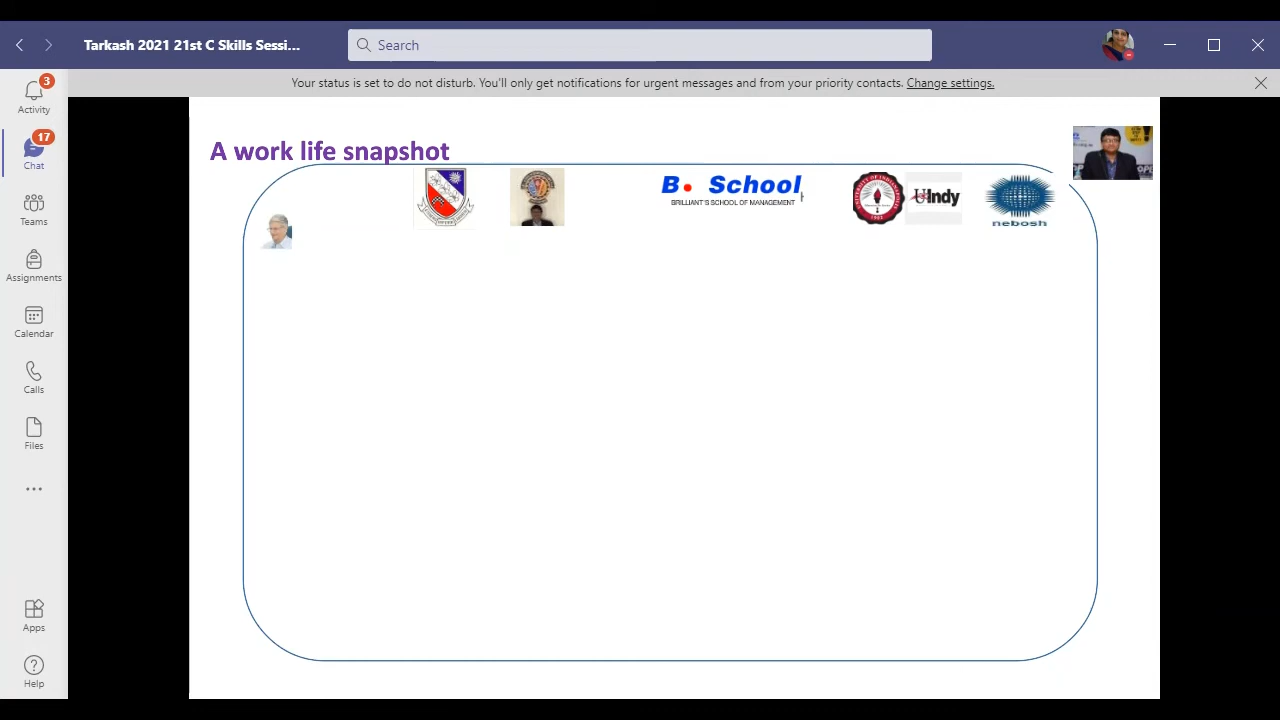 Tarkash 2021 21st C Skills Sessi...
Search
Your status is set to do not disturb. You'll only get notifications for urgent messages and from your priority contacts. Change settings.
3
Activity
17
Chat
Teams
Assignments
Calendar
Calls
Files
Apps
Help
A work life snapshot
B. School
BRILLIANT'S SCHOOL OF MANAGEMENT
UIndy
nebosh